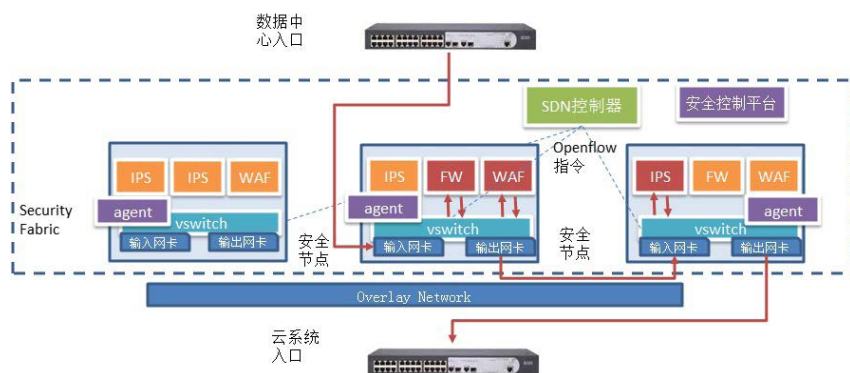 数据中
心入口
SDN控制器
安全控制平台
Openflow
指令
IPS
IPS
WAF
agent
vswitch
输入网卡
输出网卡
IPS
FW
WAF
agent
vswitch
输入网卡
输出网卡
IPS
FW
WAF
agent
vswitch
输入网卡
输出网卡
Security
Fabric
安全
节点
安全
节点
Overlay Network
云系统
入口